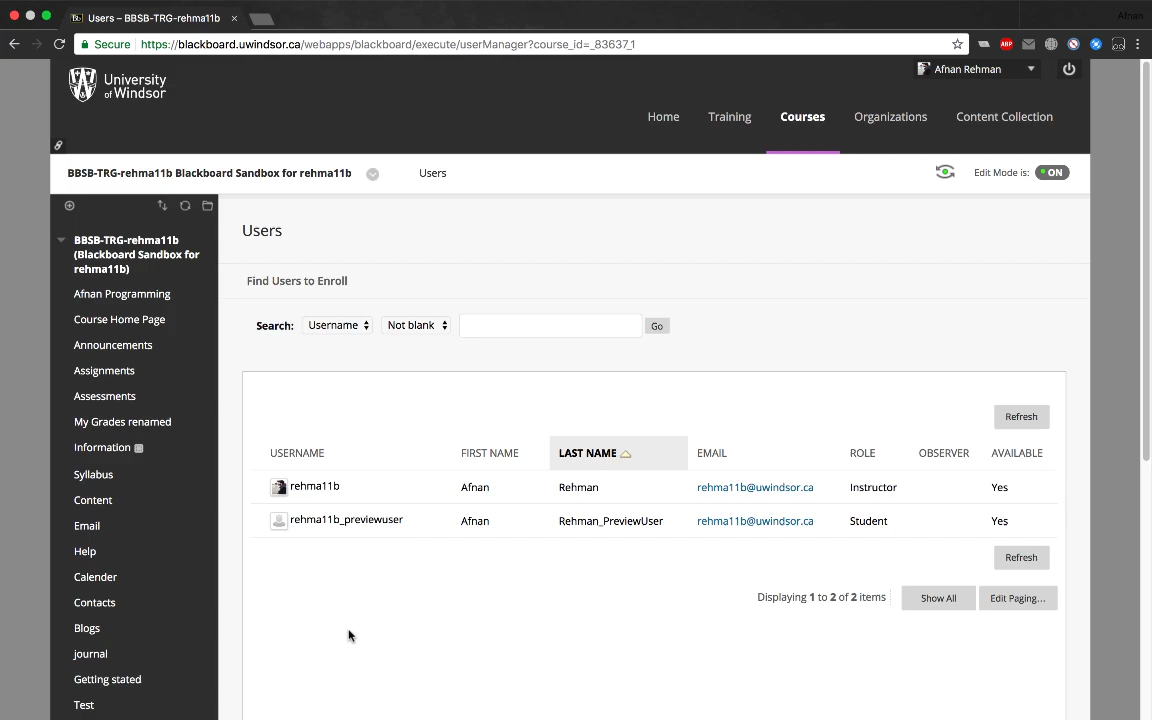 Users – BBSB-TRG-rehma11b
Afnan
Secure https://blackboard.uwindsor.ca/webapps/blackboard/execute/userManager?course_id=_83637_1
ABP
University
of Windsor
Afnan Rehman
Home Training Courses Organizations Content Collection
BBSB-TRG-rehma11b Blackboard Sandbox for rehma11b Users Edit Mode is: ON
BBSB-TRG-rehma11b
(Blackboard Sandbox for
rehma11b)
Afnan Programming
Course Home Page
Announcements
Assignments
Assessments
My Grades renamed
Information
Syllabus
Content
Email
Help
Calender
Contacts
Blogs
journal
Getting stated
Test
Users
Find Users to Enroll
Search: Username Not blank Go
Refresh
USERNAME FIRST NAME LAST NAME EMAIL ROLE OBSERVER AVAILABLE
rehma11b Afnan Rehman rehma11b@uwindsor.ca Instructor Yes
rehma11b_previewuser Afnan Rehman_PreviewUser rehma11b@uwindsor.ca Student Yes
Refresh
Displaying 1 to 2 of 2 items Show All Edit Paging...